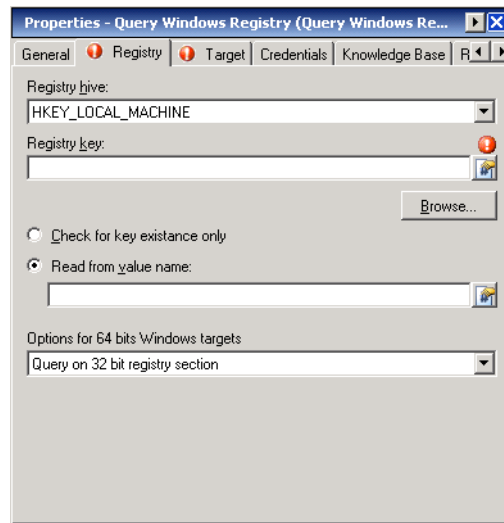 Properties - Query Windows Registry (Query Windows Re...
General Registry Target Credentials Knowledge Base R
Registry hive:
HKEY_LOCAL_MACHINE
Registry key:
Browse...
Check for key existance only
Read from value name:
Options for 64 bits Windows targets
Query on 32 bit registry section